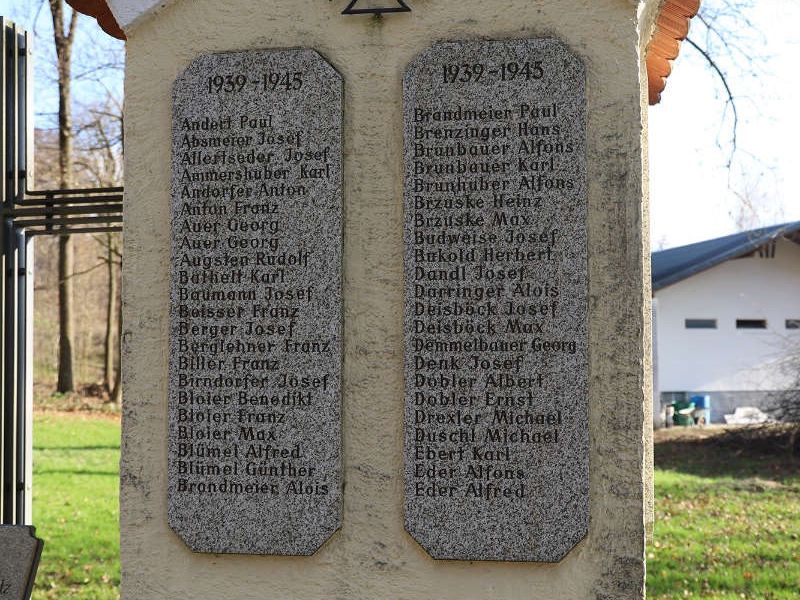 1939-1945
Andert Paul
Absmeier Josef
Allertseder Josef
Ammershuber Karl
Andorfer Anton
Anton Franz
Auer Georg
Auer Georg
Augsten Rudolf
Bathelt Karl
Baumann Josef
Beisser Franz
Berger Josef
Berglehner Franz
Biller Franz
Birndorfer Josef
Bloier Benedikt
Bloier Franz
Bloier Max
Blümel Alfred
Blümel Günther
Brandmeier Alois
1939-1945
Brandmeier Paul
Brenzinger Hans
Brunbauer Alfons
Brunbauer Karl
Brunhuber Alfons
Brzuske Heinz
Brzuske Max
Budweise Josef
Bukold Herbert
Dandl Josef
Darringer Alois
Deisböck Josef
Deisböck Max
Demmelbauer Georg
Denk Josef
Dobler Albert
Dobler Ernst
Drexler Michael
Duschl Michael
Ebert Karl
Eder Alfons
Eder Alfred